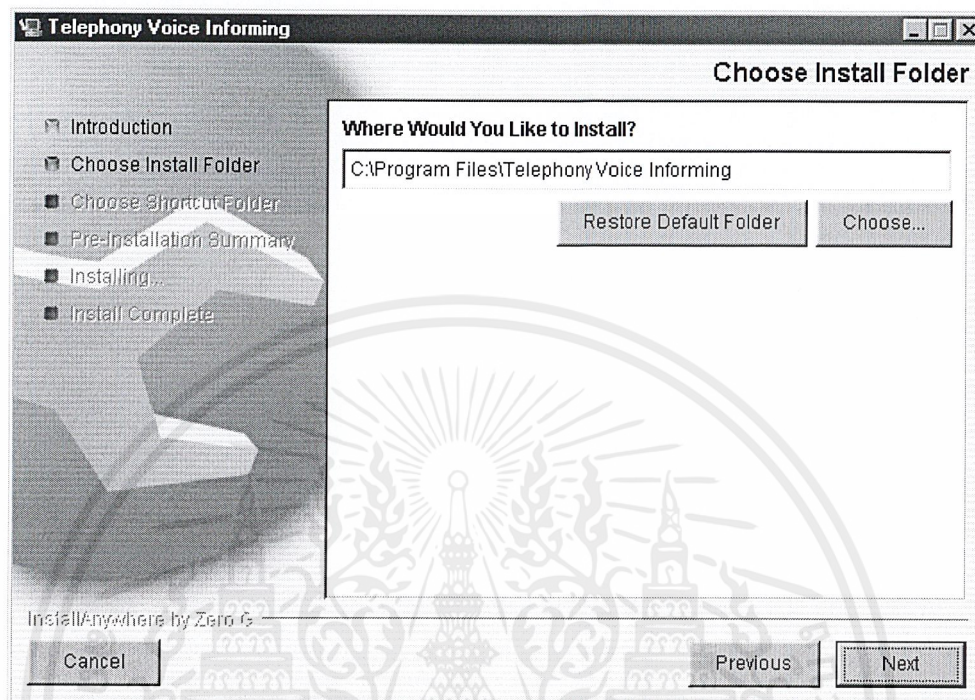 Telephony Voice Informing
Choose Install Folder
Introduction
Choose Install Folder
Choose Shortcut Folder
Pre-Installation Summary
Installing...
Install Complete
Where Would You Like to Install?
C:\Program Files\Telephony Voice Informing
Restore Default Folder
Choose...
InstallAnywhere by Zero G
Cancel
Previous
Next